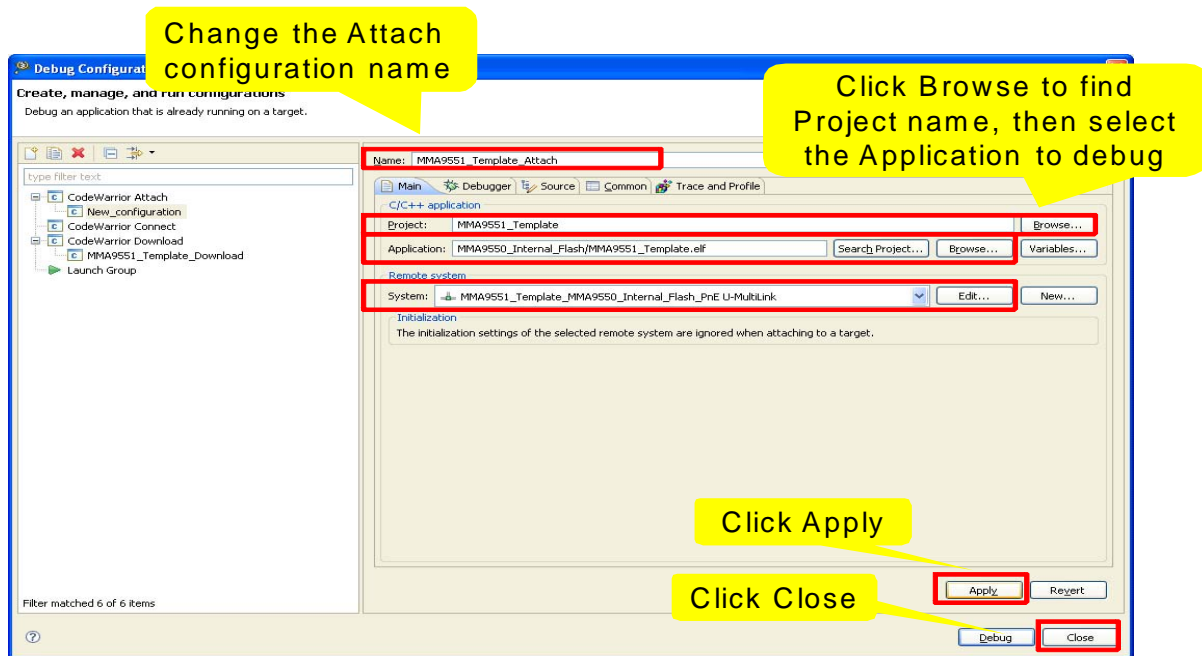 Change the Attach
configuration name
Debug Configurat
Create, manage, and run configurations
Debug an application that is already running on a target.
Click Browse to find
Project name, then select
the Application to debug
type filter text
CodeWarrior Attach
New_configuration
CodeWarrior Connect
CodeWarrior Download
MMA9551_Template_Download
Launch Group
Filter matched 6 of 6 items
Name: MMA9551_Template_Attach
Main Debugger Source Common Trace and Profile
C/C++ application
Project: MMA9551_Template Browse...
Application: MMA9550_Internal_Flash/MMA9551_Template.elf Search Project... Browse... Variables...
Remote system
System: MMA9551_Template_MMA9550_Internal_Flash_PnE U-MultiLink Edit... New...
Initialization
The initialization settings of the selected remote system are ignored when attaching to a target.
Click Apply
Apply Revert
Click Close
Debug Close